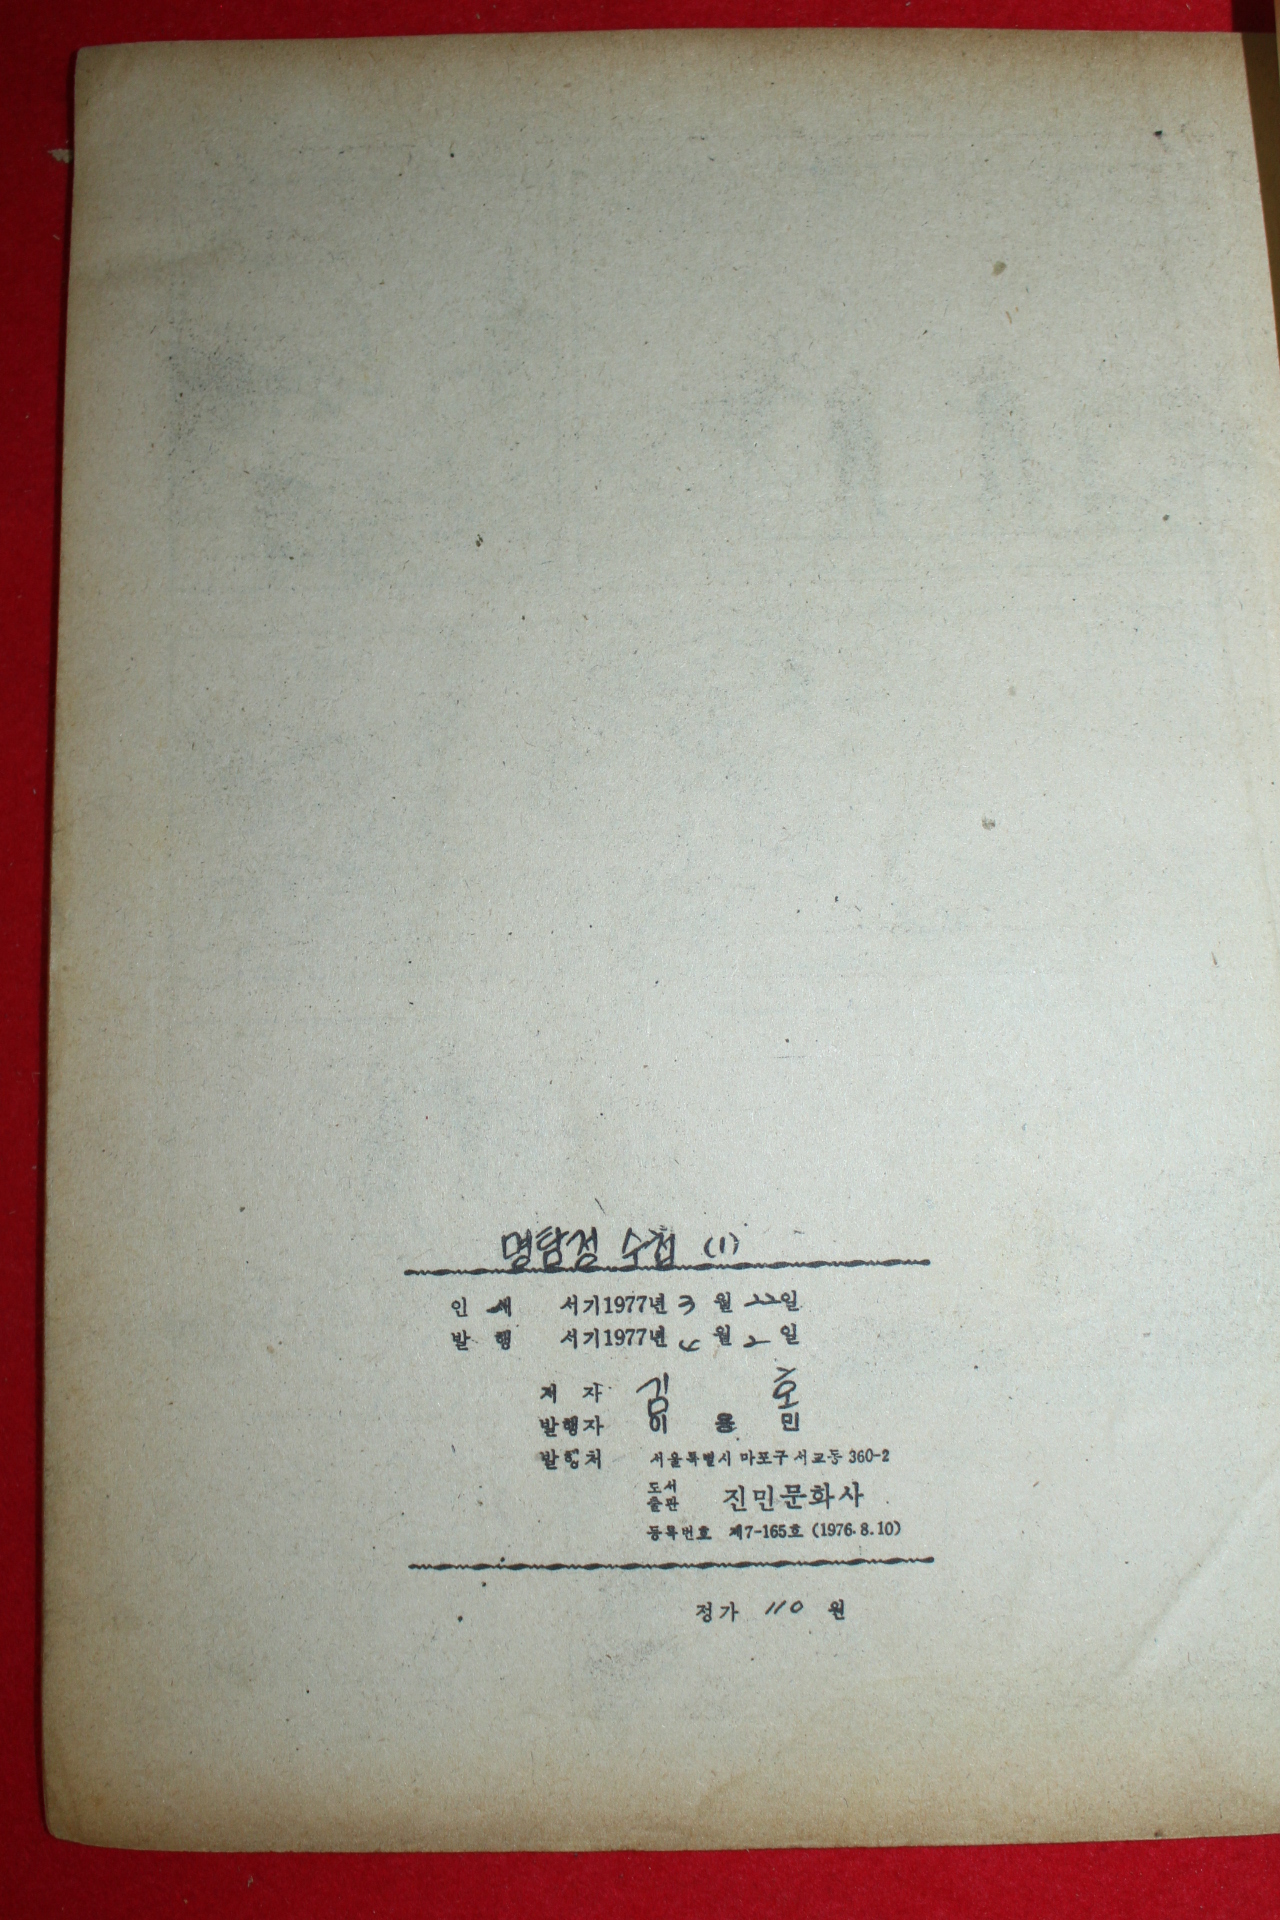 명탐정 수첩 (1)
인 쇄 서기1977년 3월 22일
발 행 서기1977년 4월 2일
저 자 김 호
발행자 이 용 민
발행처 서울특별시 마포구 서교동 360-2
도서출판 진민문화사
등록번호 제7-165호 (1976.8.10)
정가 110 원